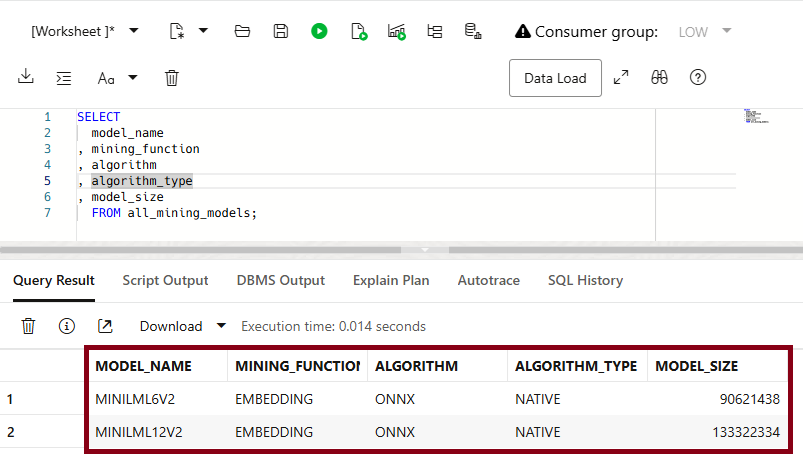 [Worksheet ]* Consumer group: LOW
Aa Data Load
1 SELECT
2 model_name
3 , mining_function
4 , algorithm
5 , algorithm_type
6 , model_size
7 FROM all_mining_models;
Query Result Script Output DBMS Output Explain Plan Autotrace SQL History
Download Execution time: 0.014 seconds
MODEL_NAME MINING_FUNCTION ALGORITHM ALGORITHM_TYPE MODEL_SIZE
1 MINILML6V2 EMBEDDING ONNX NATIVE 90621438
2 MINILML12V2 EMBEDDING ONNX NATIVE 133322334